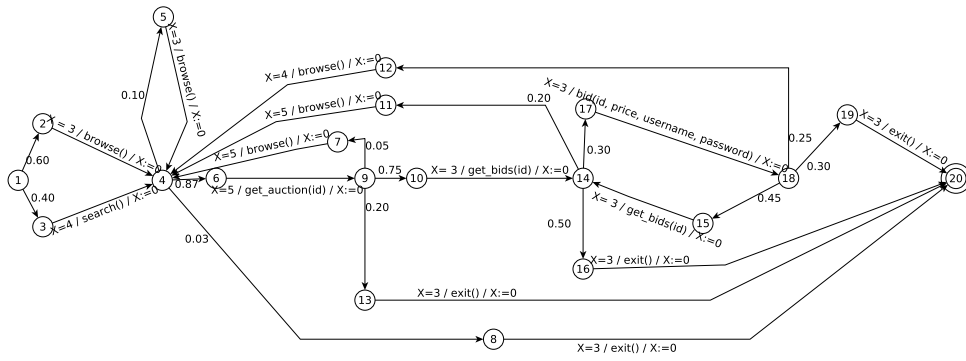 5
X=3 / browse() / X:=0
X=4 / browse() / X:=0
12
0.10
X=5 / browse() / X:=0
11
0.20
X=3 / bid(id, price, username, password) / X:=0
17
19
X=3 / exit() / X:=0
2
X = 3 / browse() / X:=0
X=5 / browse() / X:=0
7
0.05
0.25
0.60
0.30
0.30
1
4
0.87
6
X=5 / get_auction(id) / X:=0
9
0.75
10
X= 3 / get_bids(id) / X:=0
14
18
20
0.40
0.45
3
X=4 / search() / X:=0
0.20
X= 3 / get_bids(id) / X:=0
15
0.03
0.50
16
X=3 / exit() / X:=0
13
X=3 / exit() / X:=0
8
X=3 / exit() / X:=0